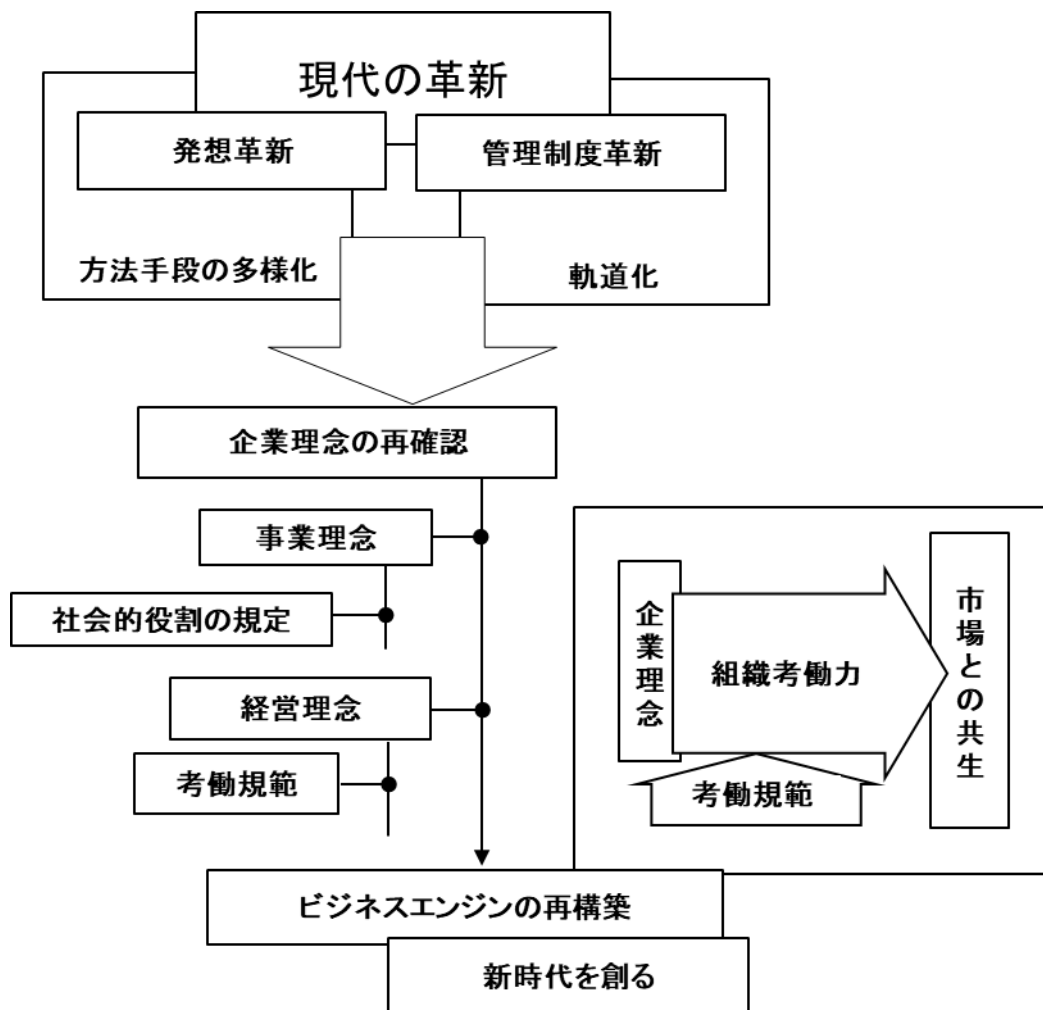 現代の革新
発想革新
管理制度革新
方法手段の多様化
軌道化
企業理念の再確認
事業理念
社会的役割の規定
経営理念
考働規範
企業理念
組織考働力
考働規範
市場との共生
ビジネスエンジンの再構築
新時代を創る